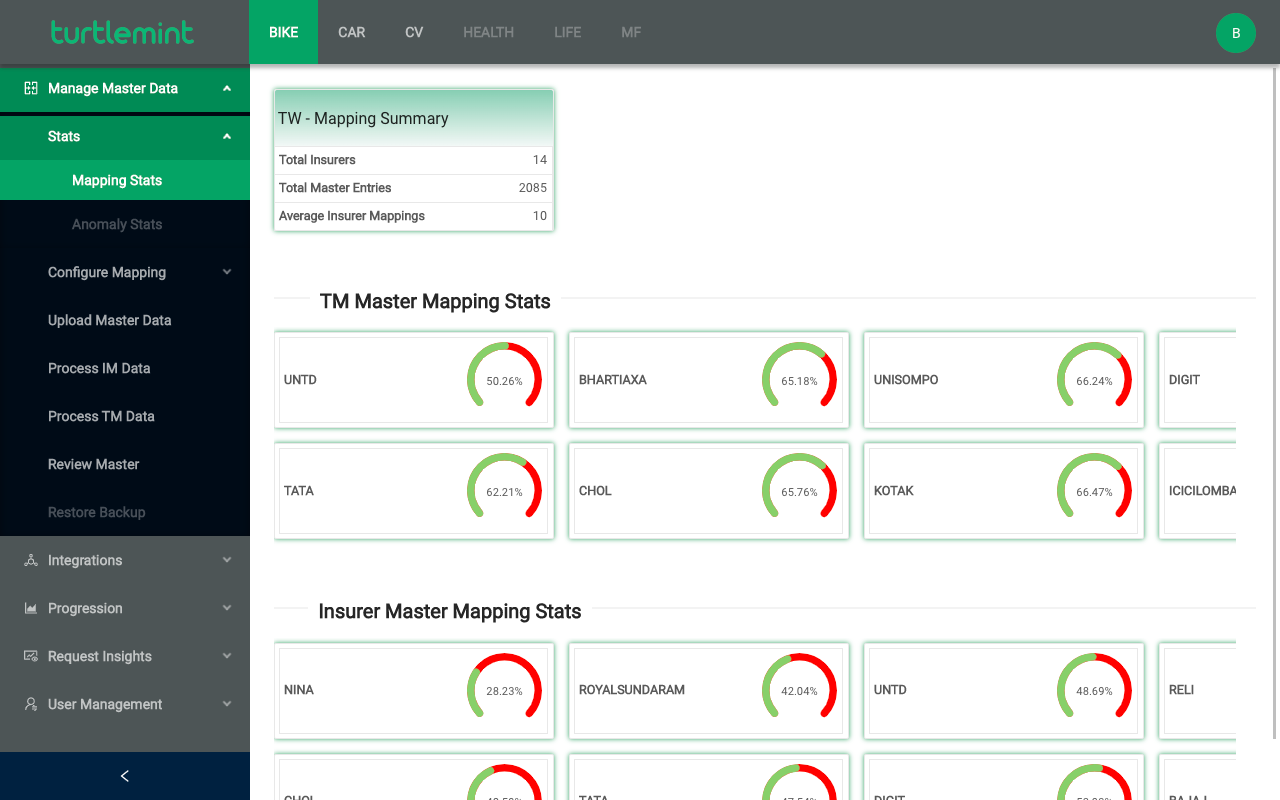 turtlemint
BIKE CAR CV HEALTH LIFE MF
B
Manage Master Data
Stats
Mapping Stats
Anomaly Stats
Configure Mapping
Upload Master Data
Process IM Data
Process TM Data
Review Master
Restore Backup
Integrations
Progression
Request Insights
User Management
TW - Mapping Summary
Total Insurers 14
Total Master Entries 2085
Average Insurer Mappings 10
TM Master Mapping Stats
UNTD 50.26% BHARTIAXA 65.18% UNISOMPO 66.24% DIGIT
TATA 62.21% CHOL 65.76% KOTAK 66.47% ICICILOMBA
Insurer Master Mapping Stats
NINA 28.23% ROYALSUNDARAM 42.04% UNTD 48.69% RELI
CHOL TATA DIGIT BAJAJ